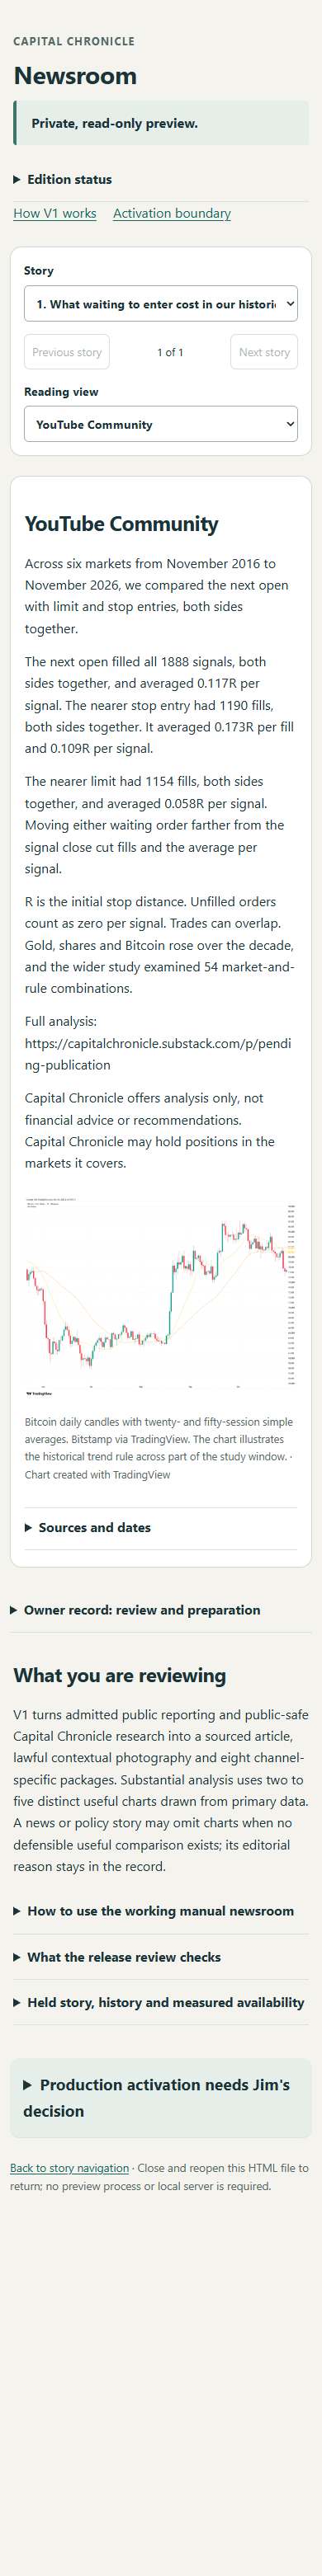 CAPITAL CHRONICLE
Newsroom
Private, read-only preview.
Edition status
How V1 works Activation boundary
Story
1. What waiting to enter cost in our histori
Previous story 1 of 1 Next story
Reading view
YouTube Community
YouTube Community
Across six markets from November 2016 to
November 2026, we compared the next open
with limit and stop entries, both sides
together.
The next open filled all 1888 signals, both
sides together, and averaged 0.117R per
signal. The nearer stop entry had 1190 fills,
both sides together. It averaged 0.173R per fill
and 0.109R per signal.
The nearer limit had 1154 fills, both sides
together, and averaged 0.058R per signal.
Moving either waiting order farther from the
signal close cut fills and the average per
signal.
R is the initial stop distance. Unfilled orders
count as zero per signal. Trades can overlap.
Gold, shares and Bitcoin rose over the decade,
and the wider study examined 54 market-and-
rule combinations.
Full analysis:
https://capitalchronicle.substack.com/p/pendi
ng-publication
Capital Chronicle offers analysis only, not
financial advice or recommendations.
Capital Chronicle may hold positions in the
markets it covers.
TradingView
Bitcoin daily candles with twenty- and fifty-session simple
averages. Bitstamp via TradingView. The chart illustrates
the historical trend rule across part of the study window. ·
Chart created with TradingView
Sources and dates
Owner record: review and preparation
What you are reviewing
V1 turns admitted public reporting and public-safe
Capital Chronicle research into a sourced article,
lawful contextual photography and eight channel-
specific packages. Substantial analysis uses two to
five distinct useful charts drawn from primary data.
A news or policy story may omit charts when no
defensible useful comparison exists; its editorial
reason stays in the record.
How to use the working manual newsroom
What the release review checks
Held story, history and measured availability
Production activation needs Jim's
decision
Back to story navigation · Close and reopen this HTML file to
return; no preview process or local server is required.